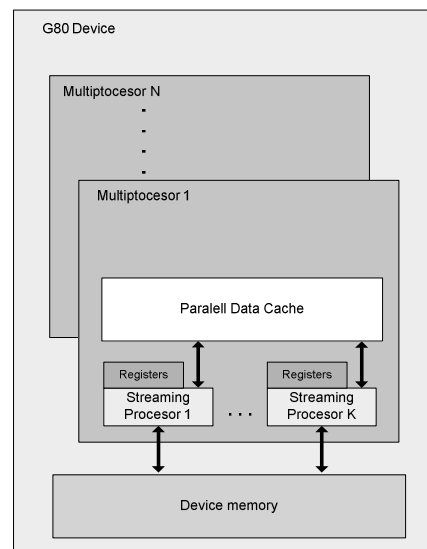 G80 Device
Multiptocesor N
Multiptocesor 1
Paralell Data Cache
Registers
Registers
Streaming
Procesor 1
. . .
Streaming
Procesor K
Device memory